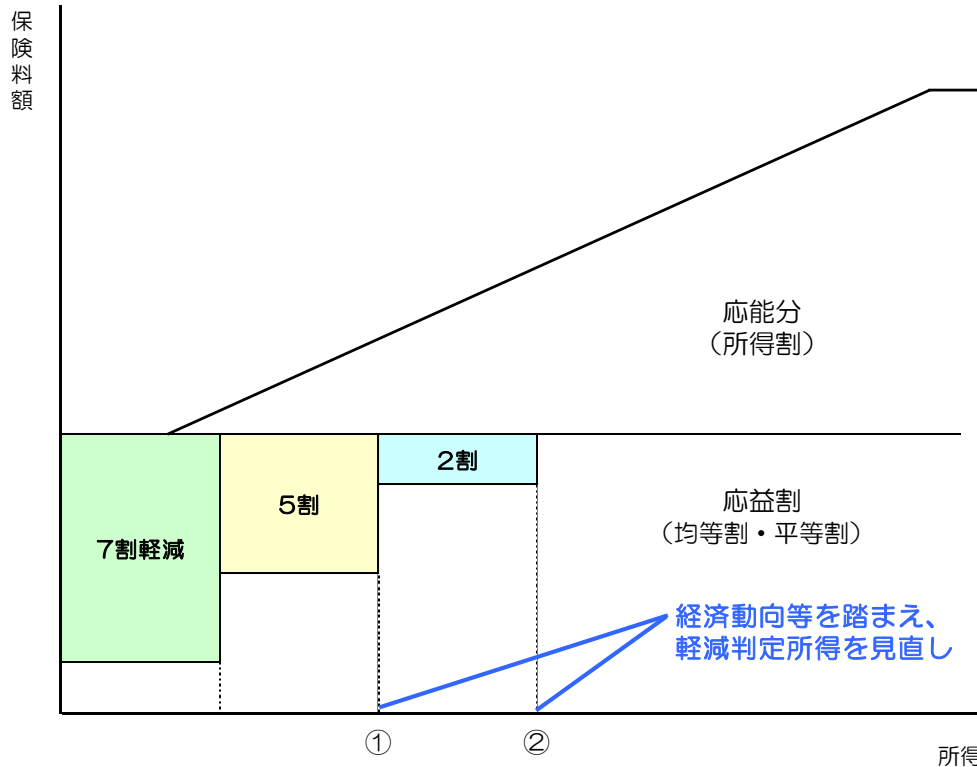 保険料額
応能分
（所得割）
7割軽減
5割
2割
応益割
（均等割・平等割）
経済動向等を踏まえ、
軽減判定所得を見直し
①
②
所得